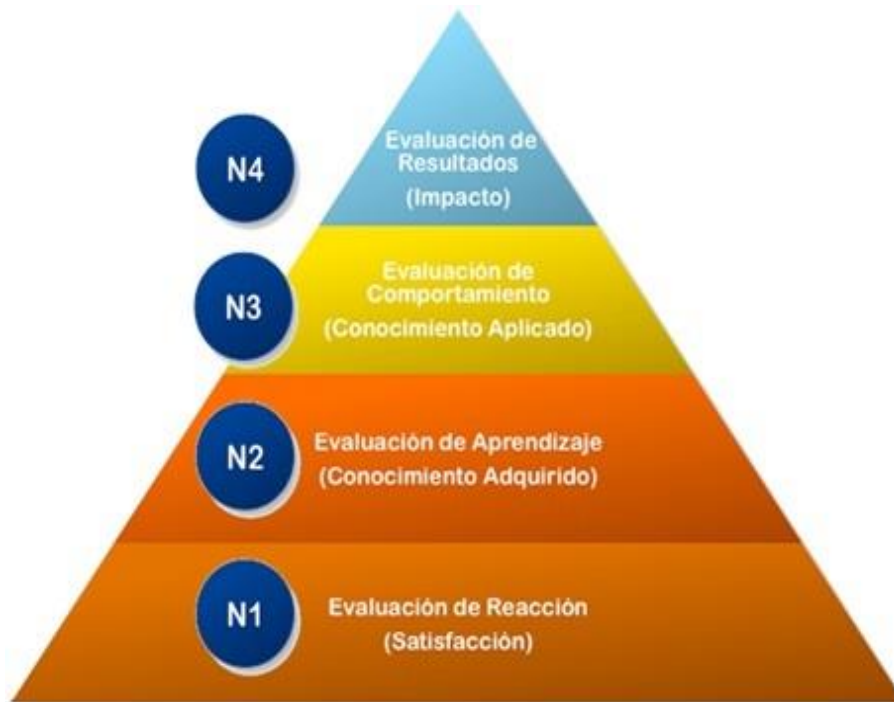 N4
Evaluación de
Resultados
(Impacto)
N3
Evaluación de
Comportamiento
(Conocimiento Aplicado)
N2
Evaluación de Aprendizaje
(Conocimiento Adquirido)
N1
Evaluación de Reacción
(Satisfacción)